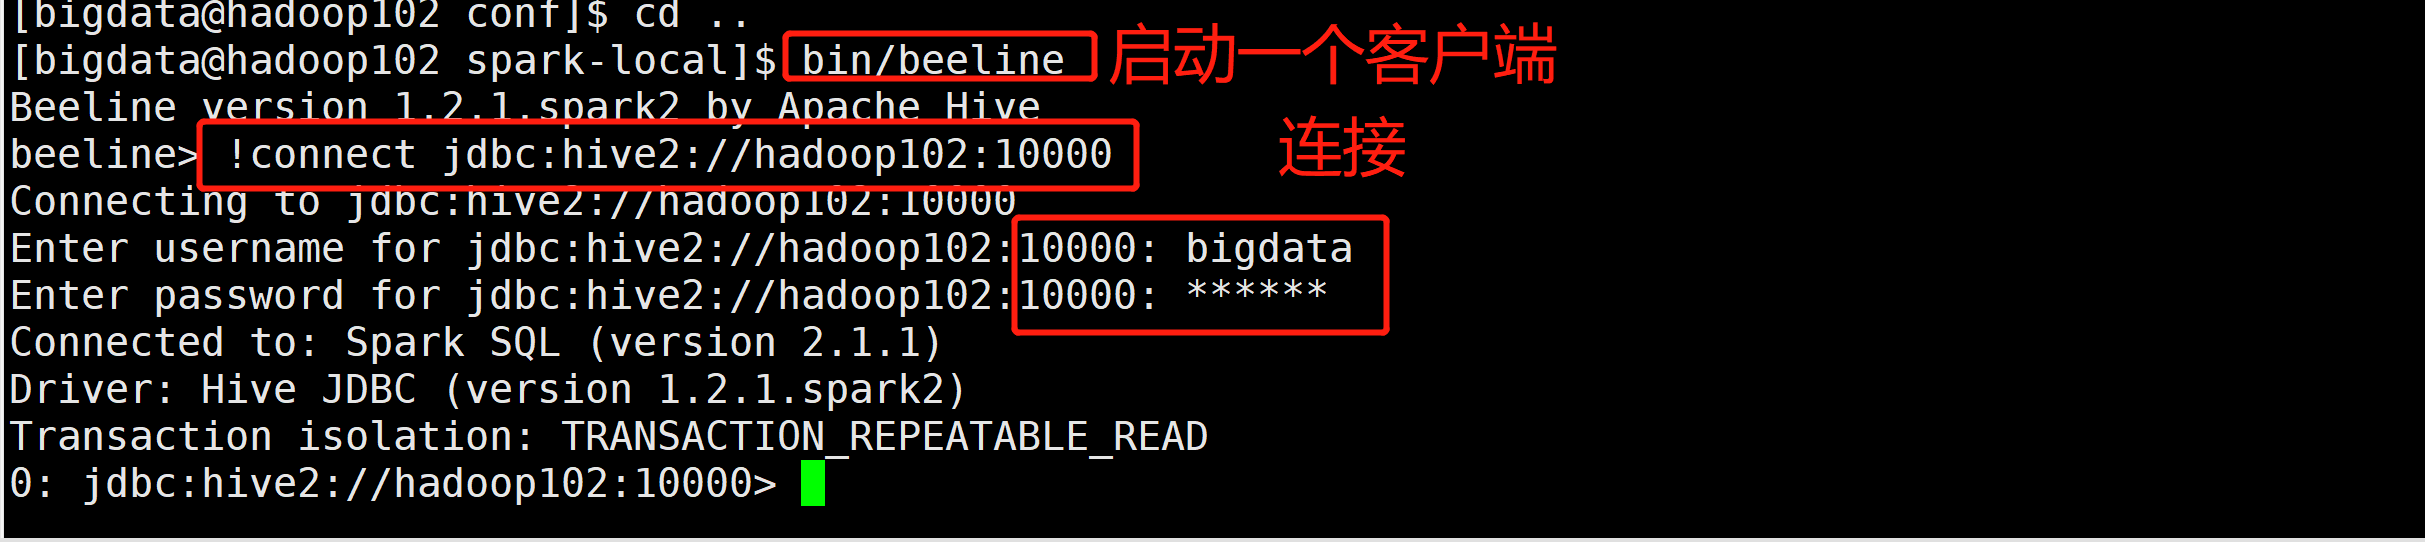 [bigdata@hadoop102 conf]$ cd ..
[bigdata@hadoop102 spark-local]$ bin/beeline 启动一个客户端
Beeline version 1.2.1.spark2 by Apache Hive
beeline> !connect jdbc:hive2://hadoop102:10000 连接
Connecting to jdbc:hive2://hadoop102:10000
Enter username for jdbc:hive2://hadoop102:10000: bigdata
Enter password for jdbc:hive2://hadoop102:10000: ******
Connected to: Spark SQL (version 2.1.1)
Driver: Hive JDBC (version 1.2.1.spark2)
Transaction isolation: TRANSACTION_REPEATABLE_READ
0: jdbc:hive2://hadoop102:10000>